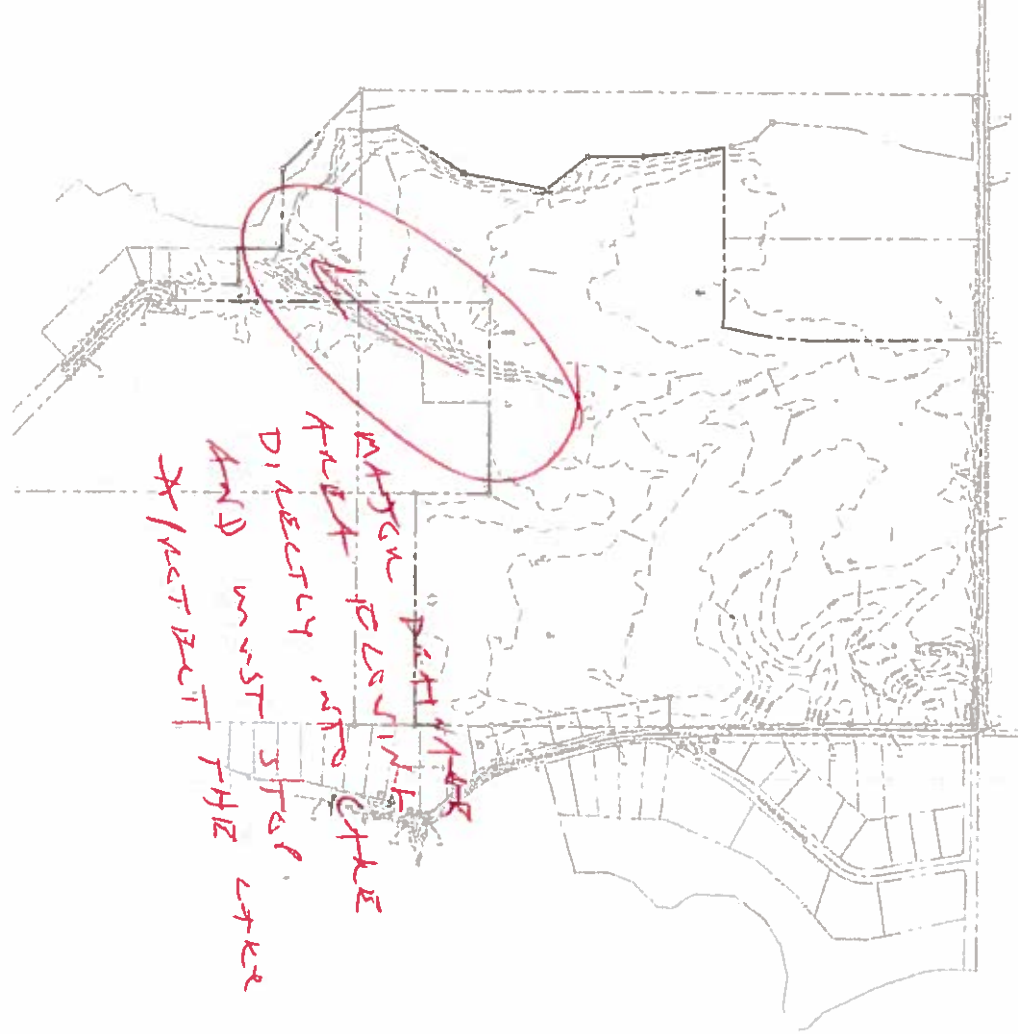 MAJOR DRAINAGE
AREA FLOWING
DIRECTLY INTO LAKE
AND MUST STOP.
* PROTECT THE LAKE